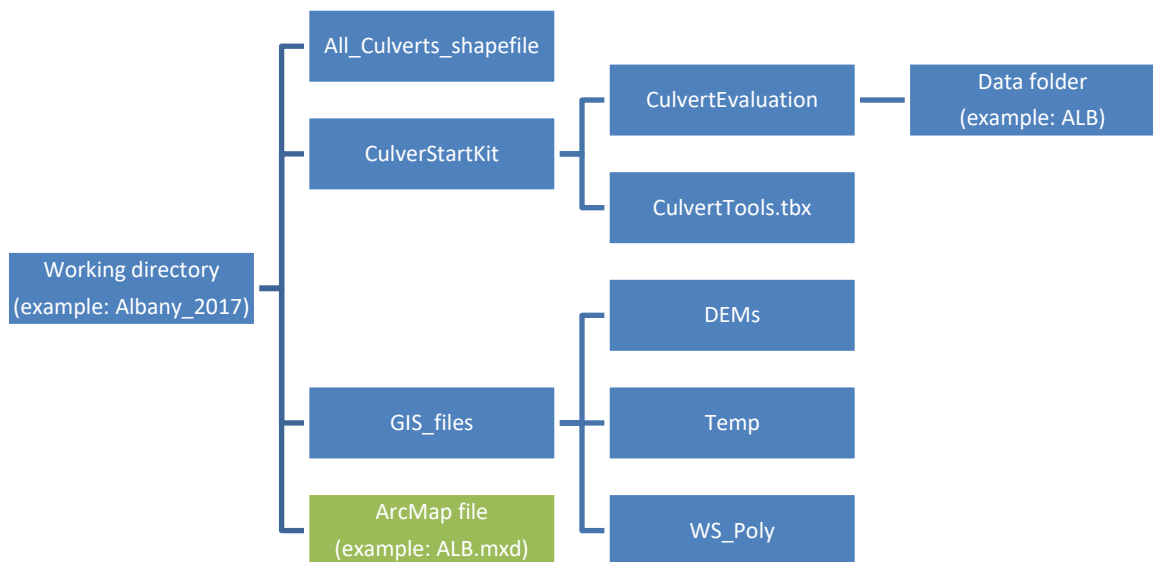 All_Culverts_shapefile
CulvertEvaluation
Data folder
(example: ALB)
CulverStartKit
CulvertTools.tbx
Working directory
(example: Albany_2017)
DEMs
GIS_files
Temp
ArcMap file
(example: ALB.mxd)
WS_Poly